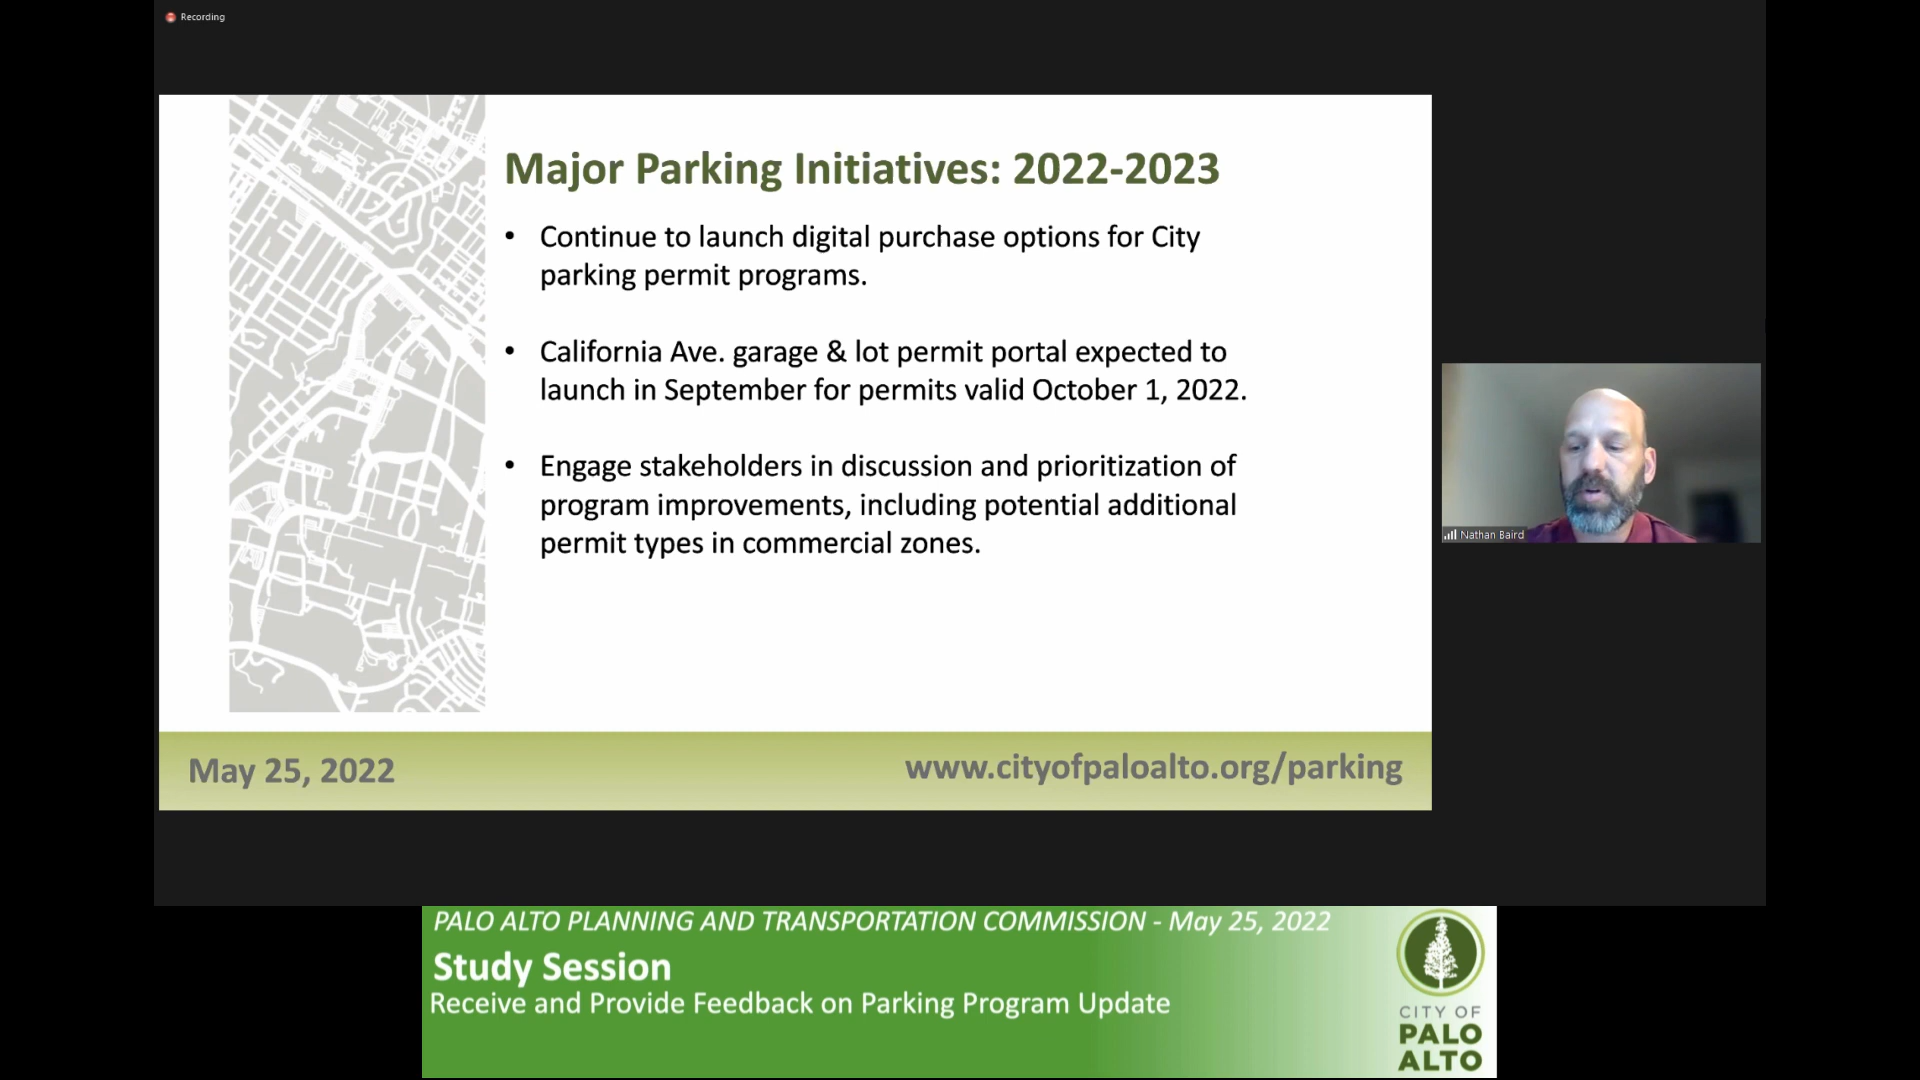 Recording
Major Parking Initiatives: 2022-2023
• Continue to launch digital purchase options for City
parking permit programs.
• California Ave. garage & lot permit portal expected to
launch in September for permits valid October 1, 2022.
• Engage stakeholders in discussion and prioritization of
program improvements, including potential additional
permit types in commercial zones.
Nathan Baird
May 25, 2022
www.cityofpaloalto.org/parking
PALO ALTO PLANNING AND TRANSPORTATION COMMISSION - May 25, 2022
Study Session
Receive and Provide Feedback on Parking Program Update
CITY OF
PALO
ALTO